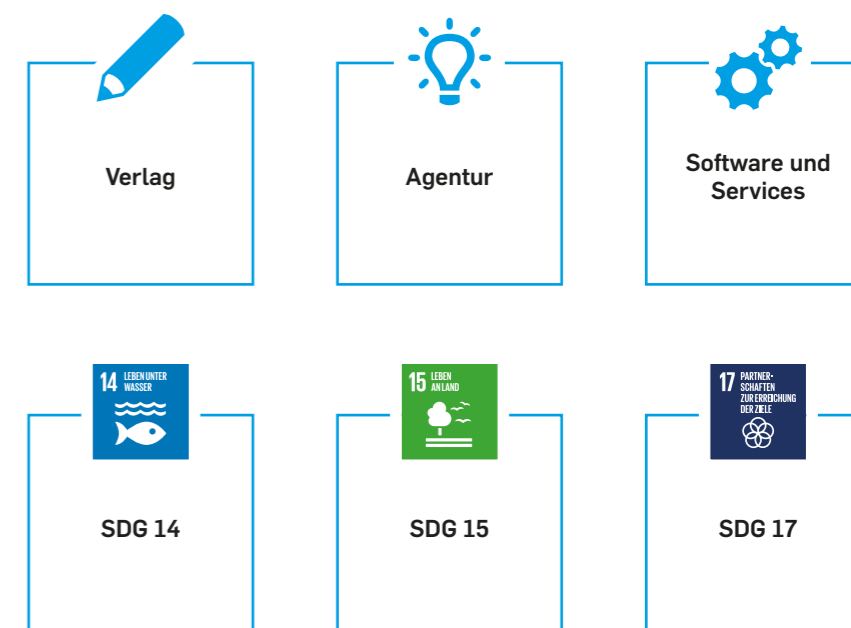 Verlag
Agentur
Software und
Services
14 LEBEN UNTER
WASSER
15 LEBEN
AN LAND
17 PARTNER-
SCHAFTEN
ZUR ERREICHUNG
DER ZIELE
SDG 14
SDG 15
SDG 17